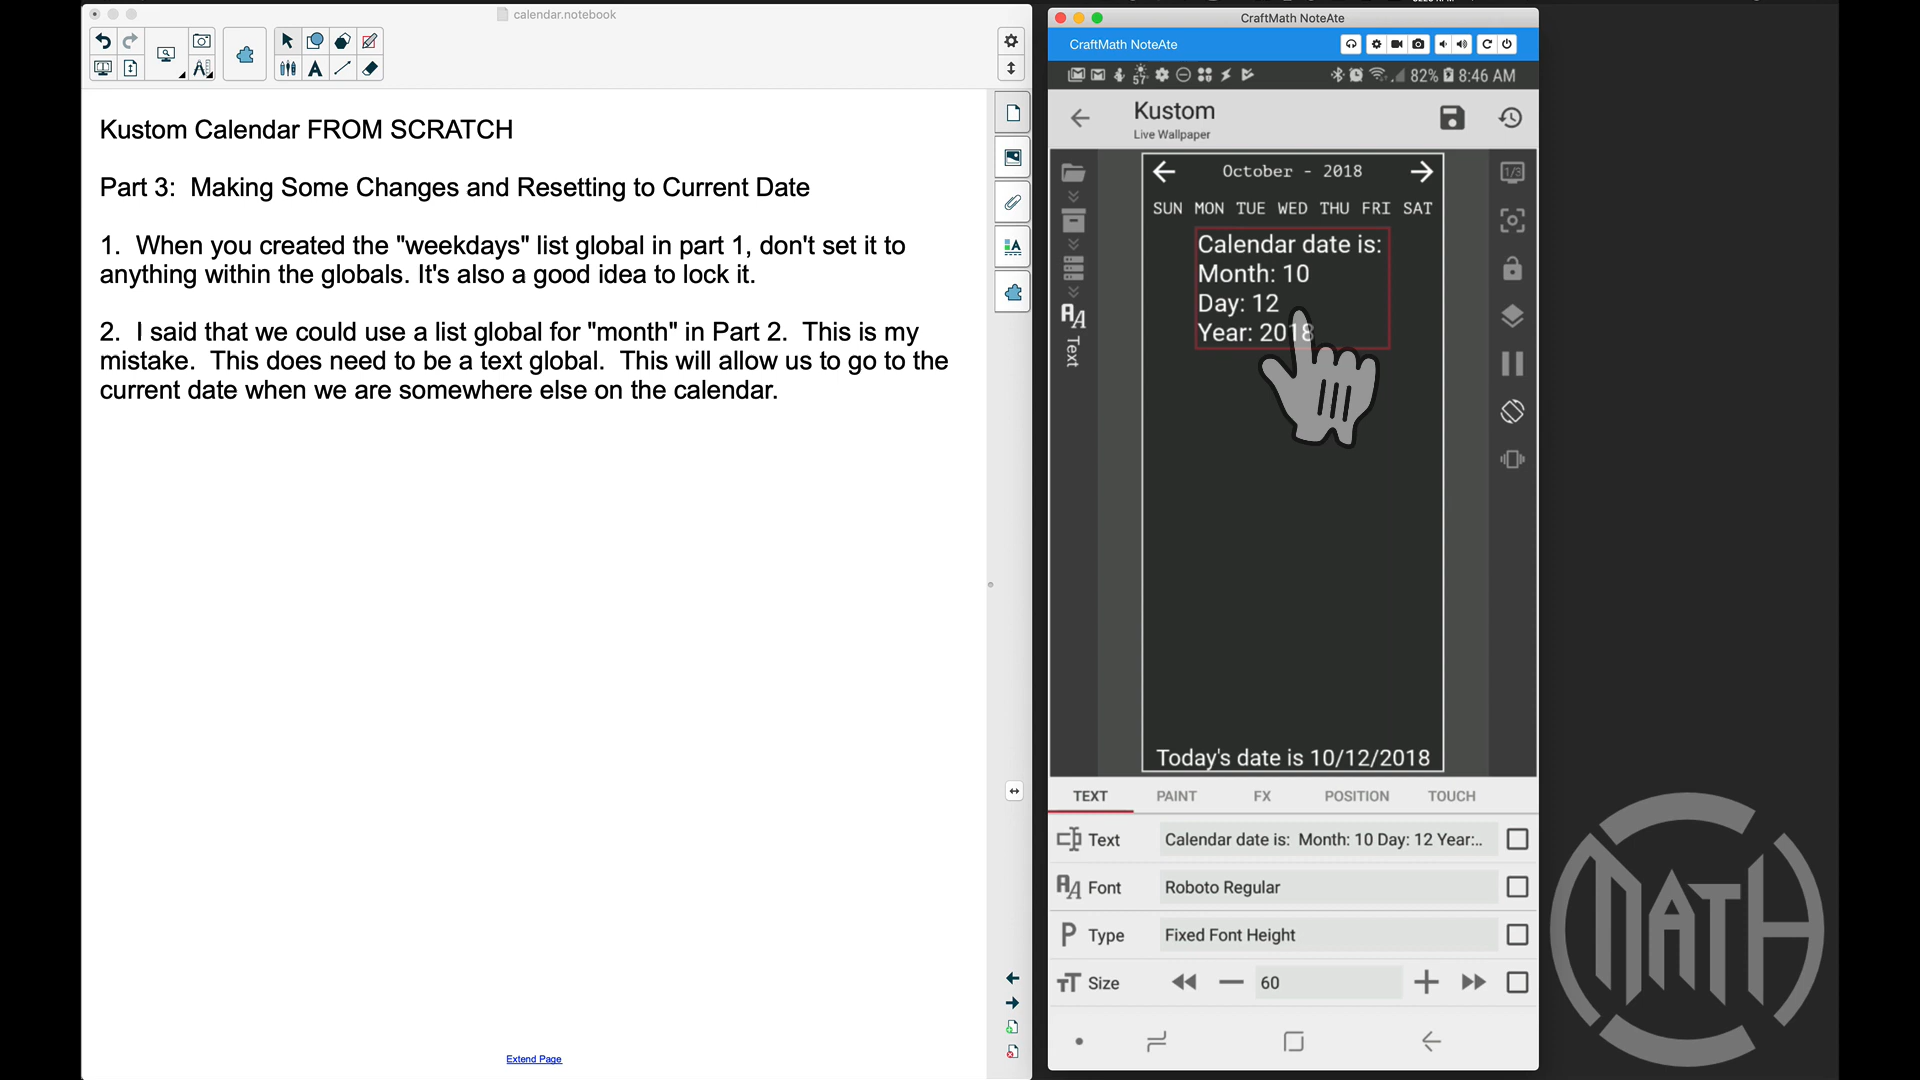 calendar.notebook
Kustom Calendar FROM SCRATCH
Part 3:  Making Some Changes and Resetting to Current Date
1.  When you created the "weekdays" list global in part 1, don't set it to
anything within the globals. It's also a good idea to lock it.
2.  I said that we could use a list global for "month" in Part 2.  This is my
mistake.  This does need to be a text global.  This will allow us to go to the
current date when we are somewhere else on the calendar.
Extend Page
CraftMath NoteAte
CraftMath NoteAte
57 82% 8:46 AM
Kustom
Live Wallpaper
October - 2018
1/3
SUN MON TUE WED THU FRI SAT
Calendar date is:
Month: 10
Day: 12
Year: 2018
Text
Today's date is 10/12/2018
TEXT PAINT FX POSITION TOUCH
Text Calendar date is:  Month: 10 Day: 12 Year:...
Font Roboto Regular
Type Fixed Font Height
Size 60
MATH